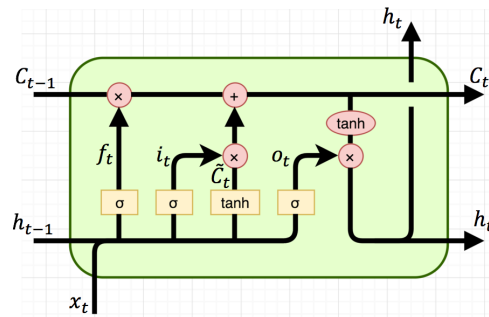 h_t
C_{t-1} × + C_t
tanh
f_t i_t × o_t ×
C̃_t
σ σ tanh σ
h_{t-1} h_t
x_t